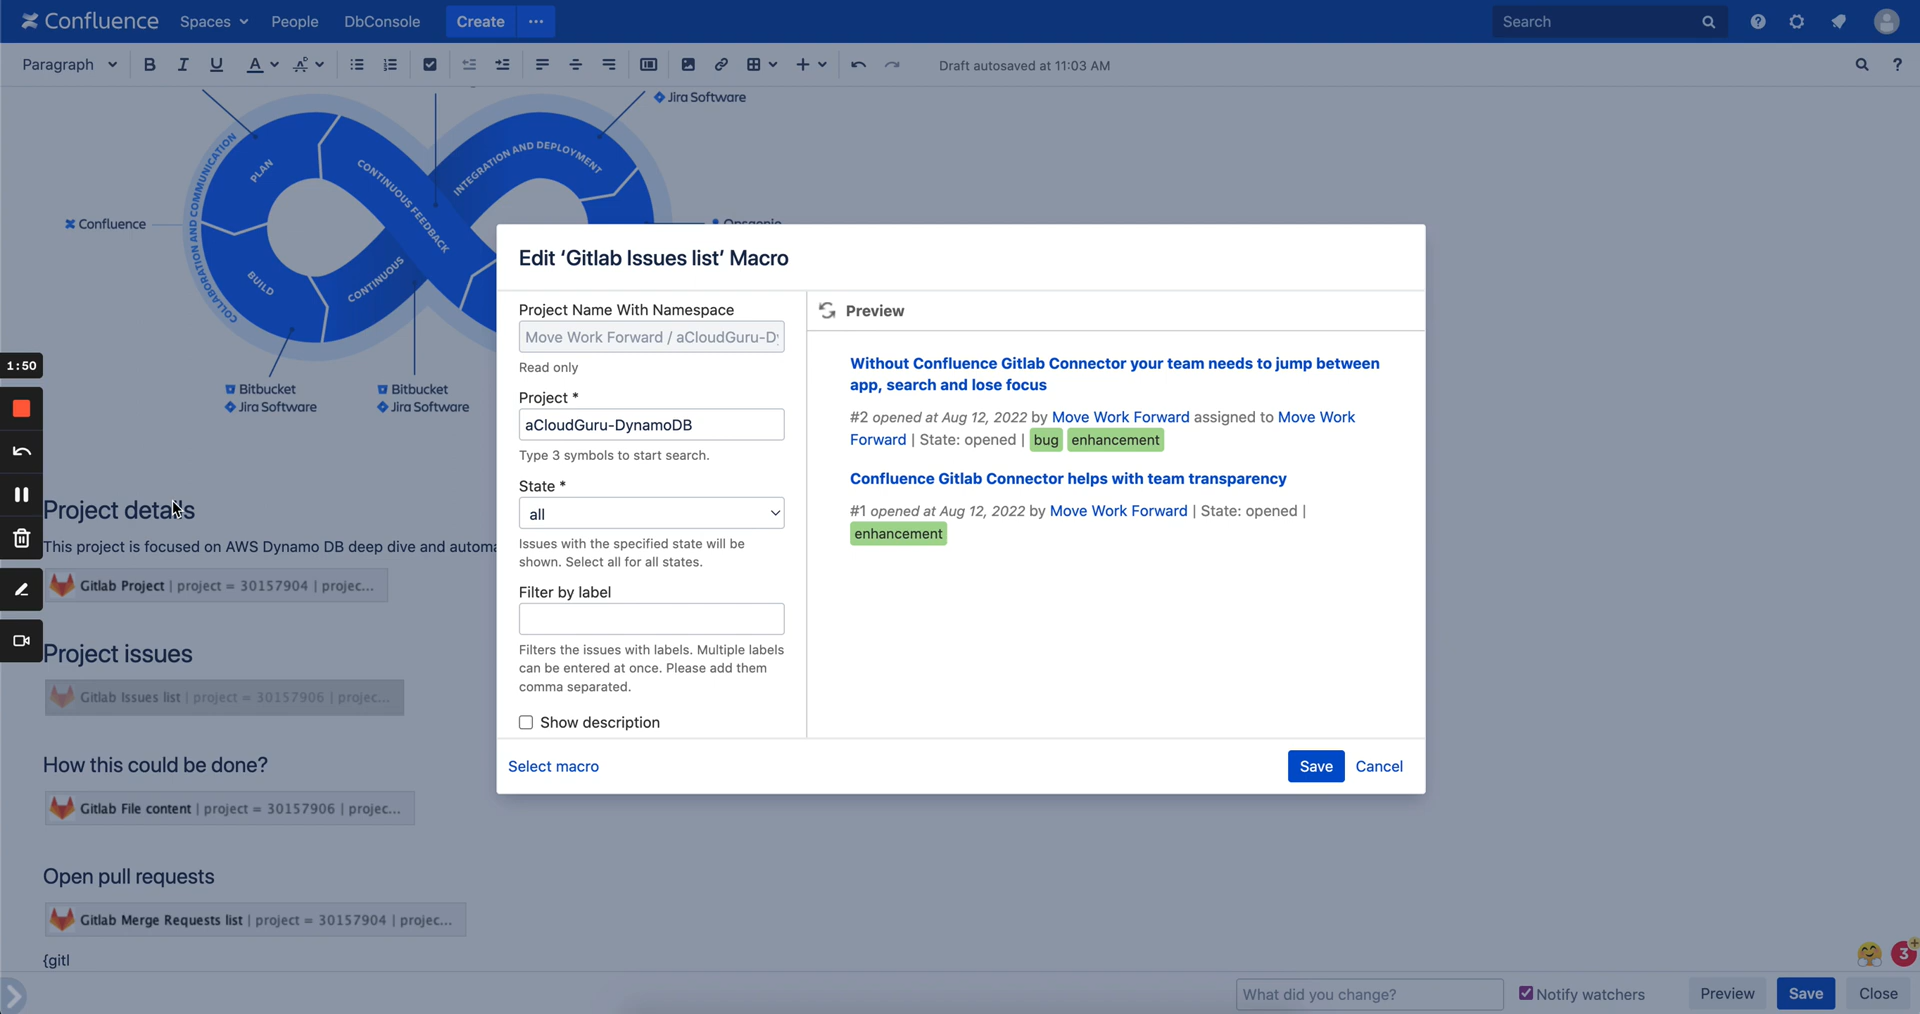 Confluence
Spaces
People
DbConsole
Create
Search
Paragraph
B
I
U
A
Draft autosaved at 11:03 AM
?
Jira Software
COLLABORATION AND COMMUNICATION
PLAN
CONTINUOUS FEEDBACK
INTEGRATION AND DEPLOYMENT
BUILD
CONTINUOUS
Confluence
Opsgenie
Bitbucket
Jira Software
Bitbucket
Jira Software
1:50
Project details
This project is focused on AWS Dynamo DB deep dive and automa
Gitlab Project | project = 30157904 | projec...
Project issues
Gitlab Issues list | project = 30157906 | projec...
How this could be done?
Gitlab File content | project = 30157906 | projec...
Open pull requests
Gitlab Merge Requests list | project = 30157904 | projec...
{gitl
Edit ‘Gitlab Issues list’ Macro
Project Name With Namespace
Move Work Forward / aCloudGuru-Dy
Read only
Project *
aCloudGuru-DynamoDB
Type 3 symbols to start search.
State *
all
Issues with the specified state will be
shown. Select all for all states.
Filter by label
Filters the issues with labels. Multiple labels
can be entered at once. Please add them
comma separated.
Show description
Preview
Without Confluence Gitlab Connector your team needs to jump between
app, search and lose focus
#2 opened at Aug 12, 2022 by Move Work Forward assigned to Move Work
Forward | State: opened | bug enhancement
Confluence Gitlab Connector helps with team transparency
#1 opened at Aug 12, 2022 by Move Work Forward | State: opened |
enhancement
Select macro
Save
Cancel
3
What did you change?
Notify watchers
Preview
Save
Close